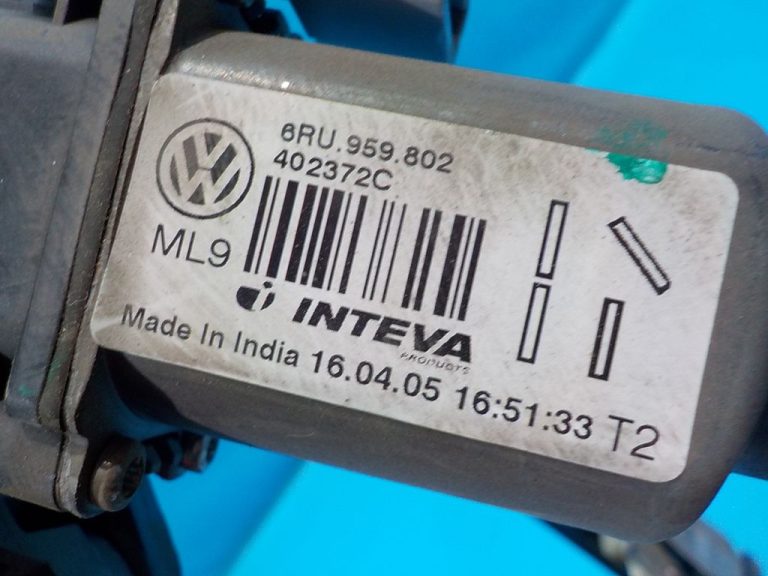 6RU.959.802
402372C
ML9
INTEVA
PRODUCTS
Made In India 16.04.05 16:51:33 T2